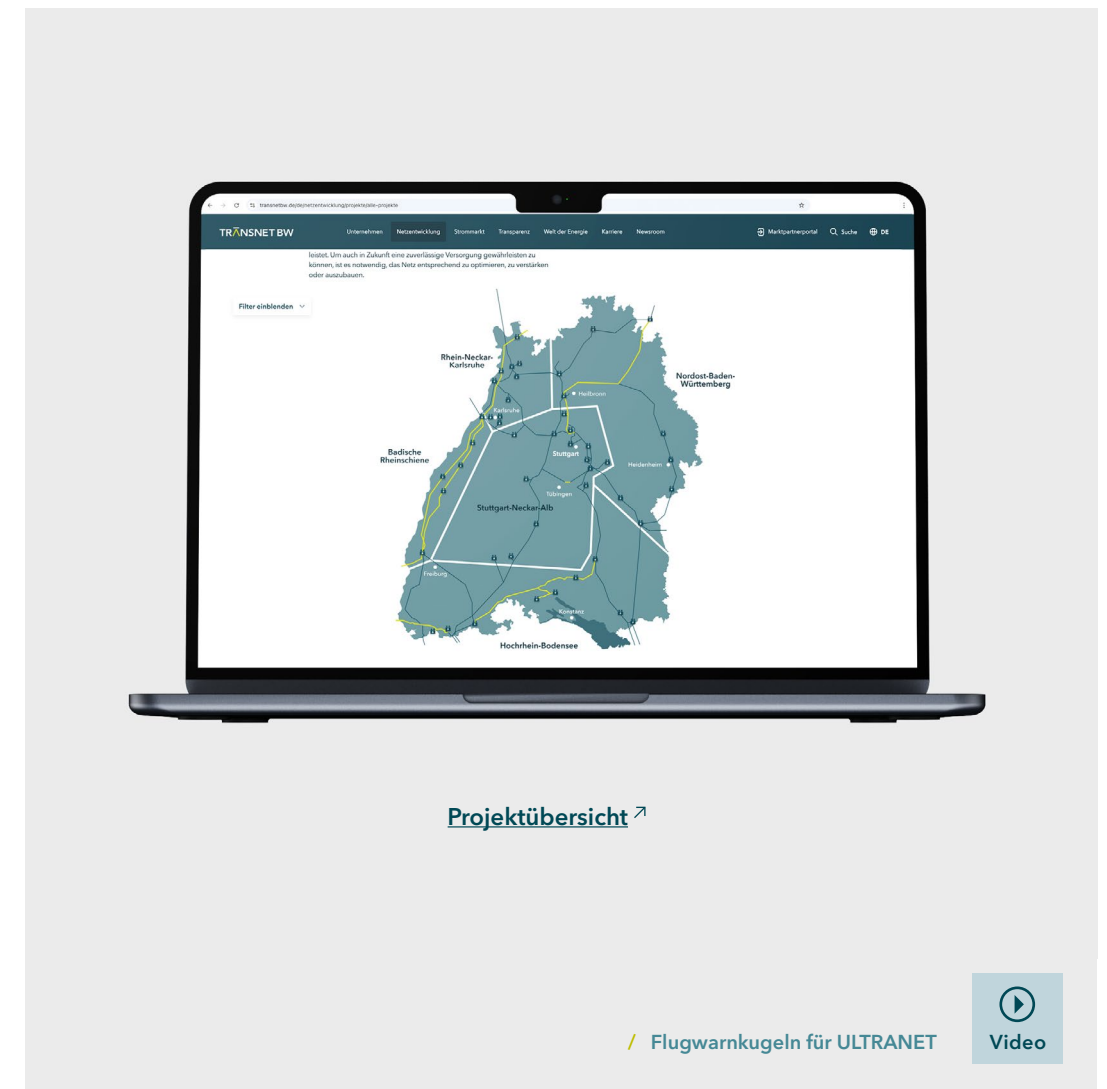 transnetbw.de/de/netzentwicklung/projekte/alle-projekte
TRANSNET BW
Unternehmen Netzentwicklung Strommarkt Transparenz Welt der Energie Karriere Newsroom Marktpartnerportal Suche DE
leistet. Um auch in Zukunft eine zuverlässige Versorgung gewährleisten zu
können, ist es notwendig, das Netz entsprechend zu optimieren, zu verstärken
oder auszubauen.
Filter einblenden
Rhein-Neckar-
Karlsruhe
Nordost-Baden-
Württemberg
Heilbronn
Karlsruhe
Badische
Rheinschiene
Stuttgart
Heidenheim
Tübingen
Stuttgart-Neckar-Alb
Freiburg
Konstanz
Hochrhein-Bodensee
Projektübersicht
/ Flugwarnkugeln für ULTRANET
Video